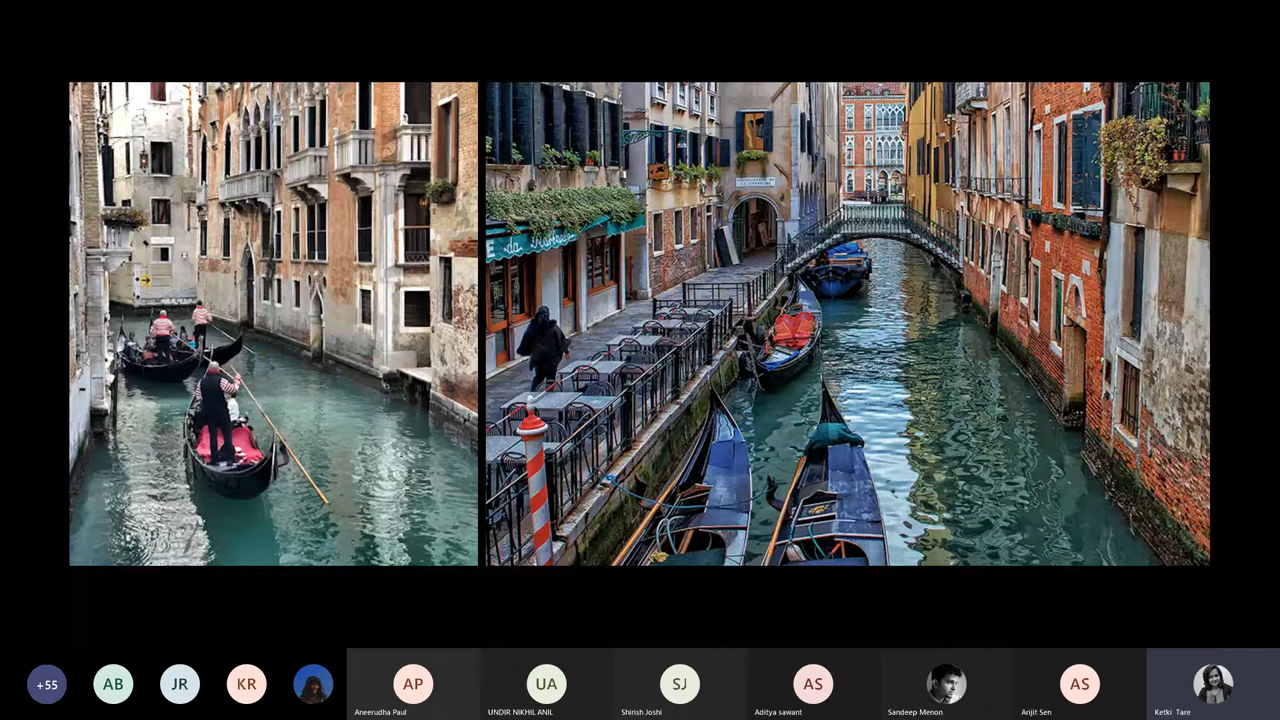 +55
AB
JR
KR
AP
Aneerudha Paul
UA
UNDIR NIKHIL ANIL
SJ
Shirish Joshi
AS
Aditya sawant
Sandeep Menon
AS
Arijit Sen
Ketki Tare